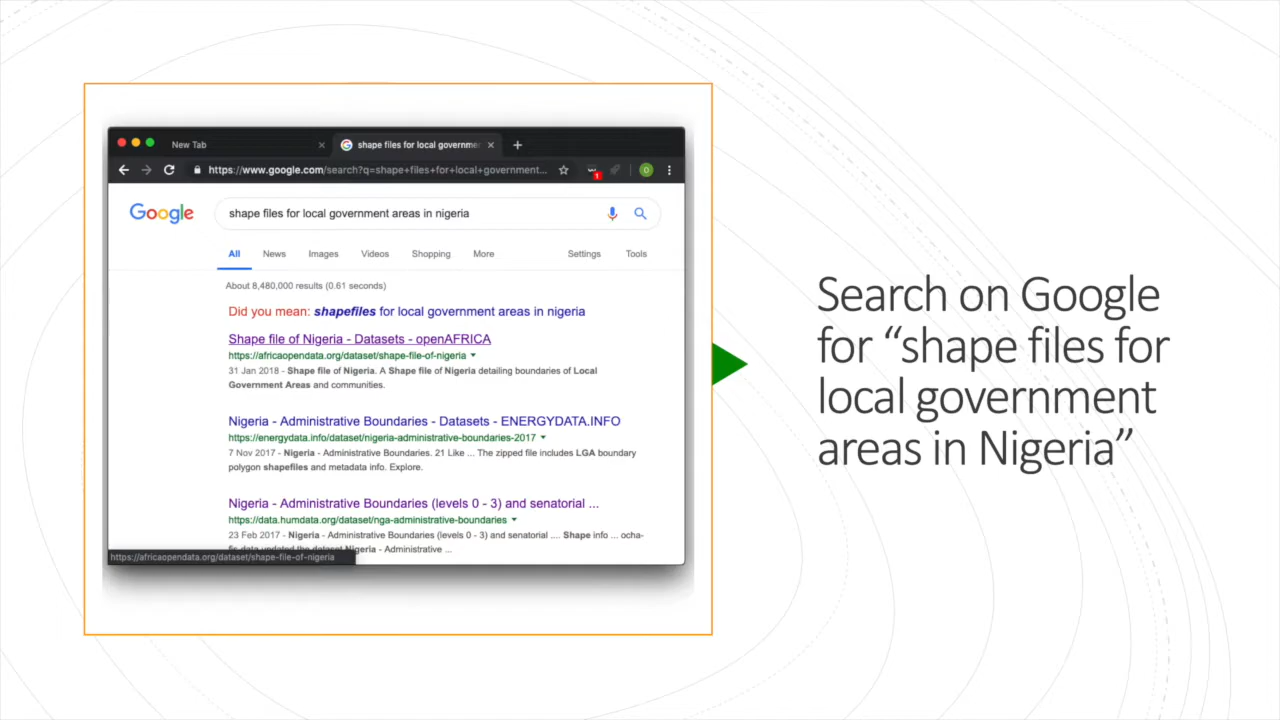 New Tab
shape files for local governme
https://www.google.com/search?q=shape+files+for+local+government...
1
O
Google
shape files for local government areas in nigeria
All News Images Videos Shopping More Settings Tools
About 8,480,000 results (0.61 seconds)
Did you mean: shapefiles for local government areas in nigeria
Shape file of Nigeria - Datasets - openAFRICA
https://africaopendata.org/dataset/shape-file-of-nigeria
31 Jan 2018 - Shape file of Nigeria. A Shape file of Nigeria detailing boundaries of Local
Government Areas and communities.
Nigeria - Administrative Boundaries - Datasets - ENERGYDATA.INFO
https://energydata.info/dataset/nigeria-administrative-boundaries-2017
7 Nov 2017 - Nigeria - Administrative Boundaries. 21 Like ... The zipped file includes LGA boundary
polygon shapefiles and metadata info. Explore.
Nigeria - Administrative Boundaries (levels 0 - 3) and senatorial ...
https://data.humdata.org/dataset/nga-administrative-boundaries
23 Feb 2017 - Nigeria - Administrative Boundaries (levels 0 - 3) and senatorial .... Shape info ... ocha-
fis data updated the dataset Nigeria - Administrative ...
https://africaopendata.org/dataset/shape-file-of-nigeria
Search on Google
for “shape files for
local government
areas in Nigeria”